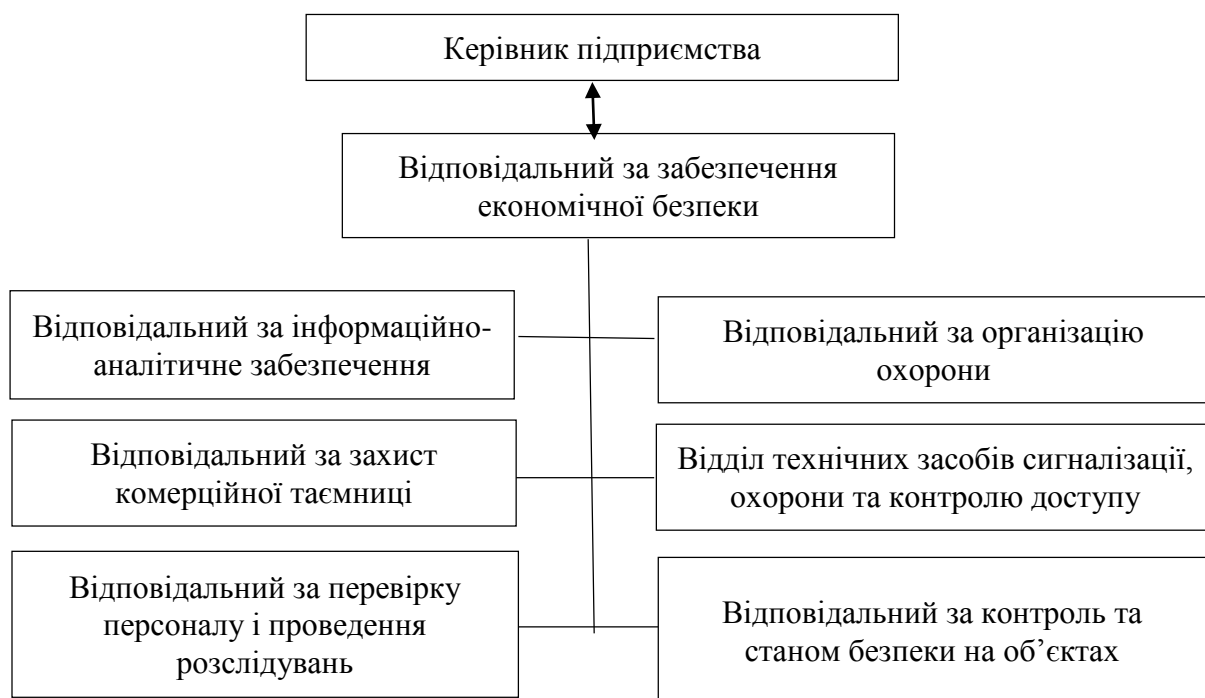 Керівник підприємства
Відповідальний за забезпечення
економічної безпеки
Відповідальний за інформаційно-
аналітичне забезпечення
Відповідальний за організацію
охорони
Відповідальний за захист
комерційної таємниці
Відділ технічних засобів сигналізації,
охорони та контролю доступу
Відповідальний за перевірку
персоналу і проведення
розслідувань
Відповідальний за контроль та
станом безпеки на об’єктах